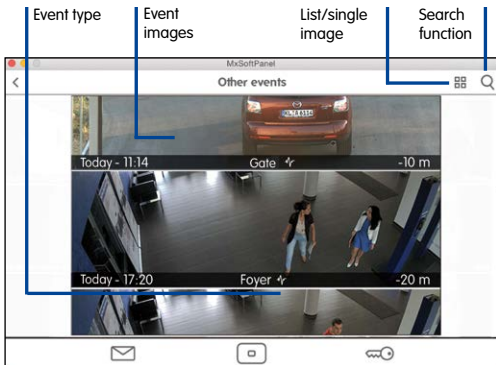 Event type
Event
images
List/single
image
Search
function
MxSoftPanel
Other events
Today - 11:14 Gate -10 m
Today - 17:20 Foyer -20 m